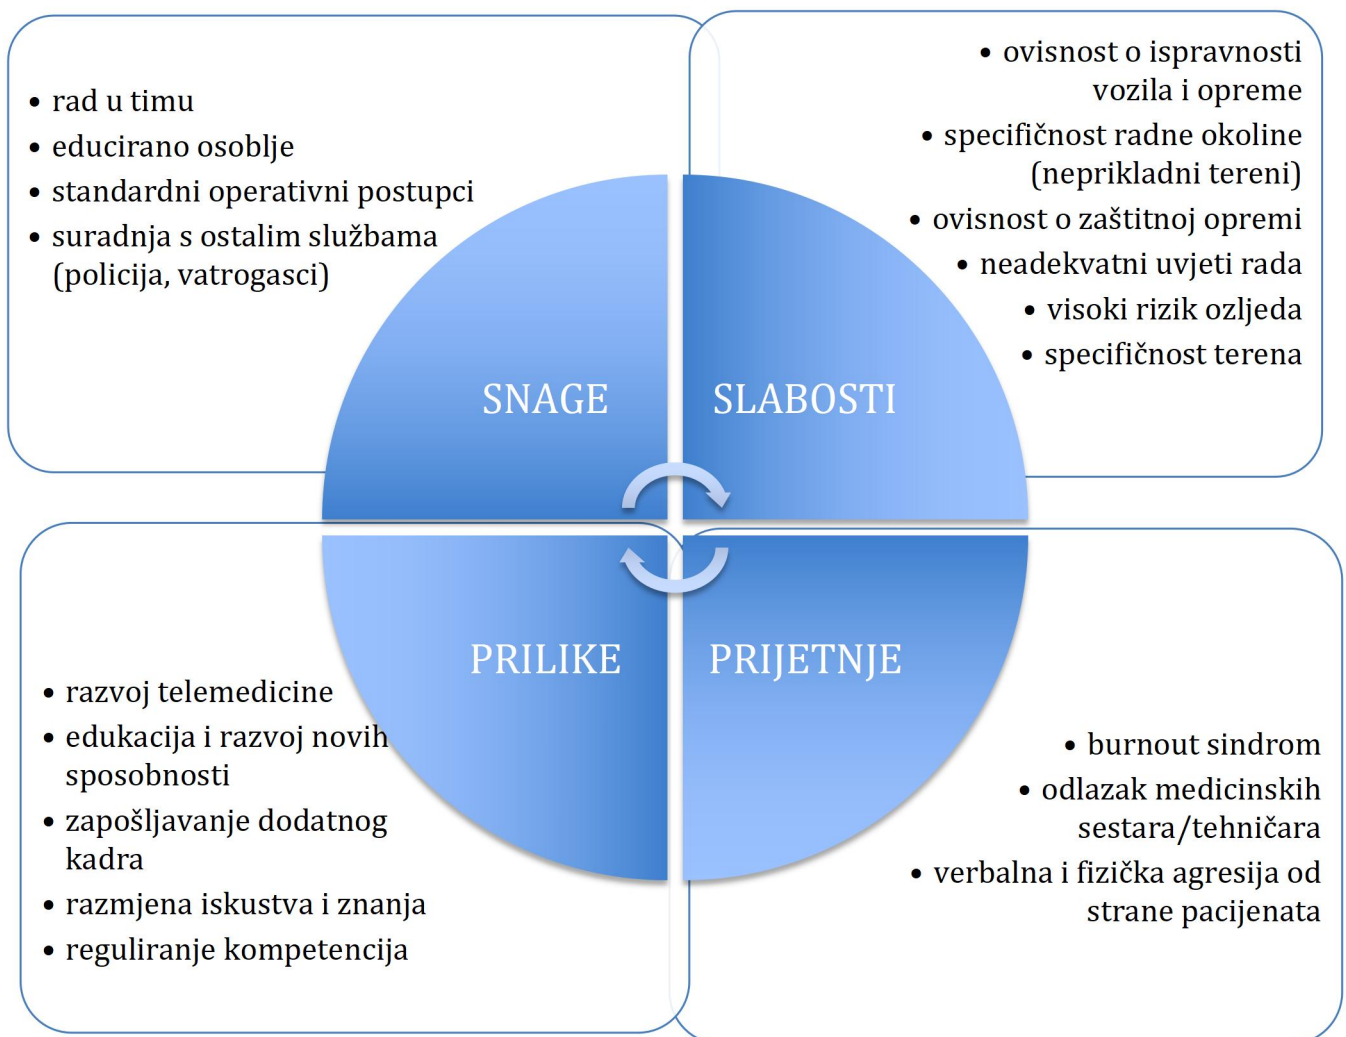 • rad u timu
• educirano osoblje
• standardni operativni postupci
• suradnja s ostalim službama
(policija, vatrogasci)
SNAGE
• ovisnost o ispravnosti
vozila i opreme
• specifičnost radne okoline
(neprikladni tereni)
• ovisnost o zaštitnoj opremi
• neadekvatni uvjeti rada
• visoki rizik ozljeda
• specifičnost terena
SLABOSTI
PRILIKE
• razvoj telemedicine
• edukacija i razvoj novih
sposobnosti
• zapošljavanje dodatnog
kadra
• razmjena iskustva i znanja
• reguliranje kompetencija
PRIJETNJE
• burnout sindrom
• odlazak medicinskih
sestara/tehničara
• verbalna i fizička agresija od
strane pacijenata